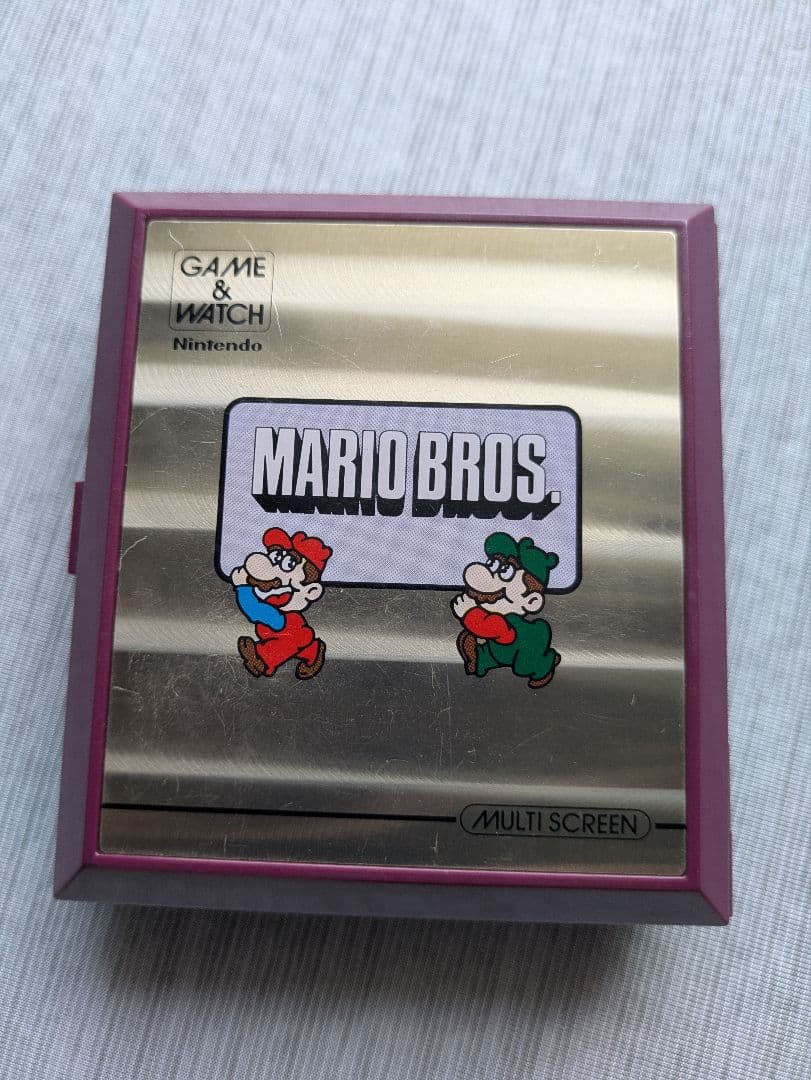 GAME
&
WATCH
Nintendo
MARIO BROS.
MULTI SCREEN